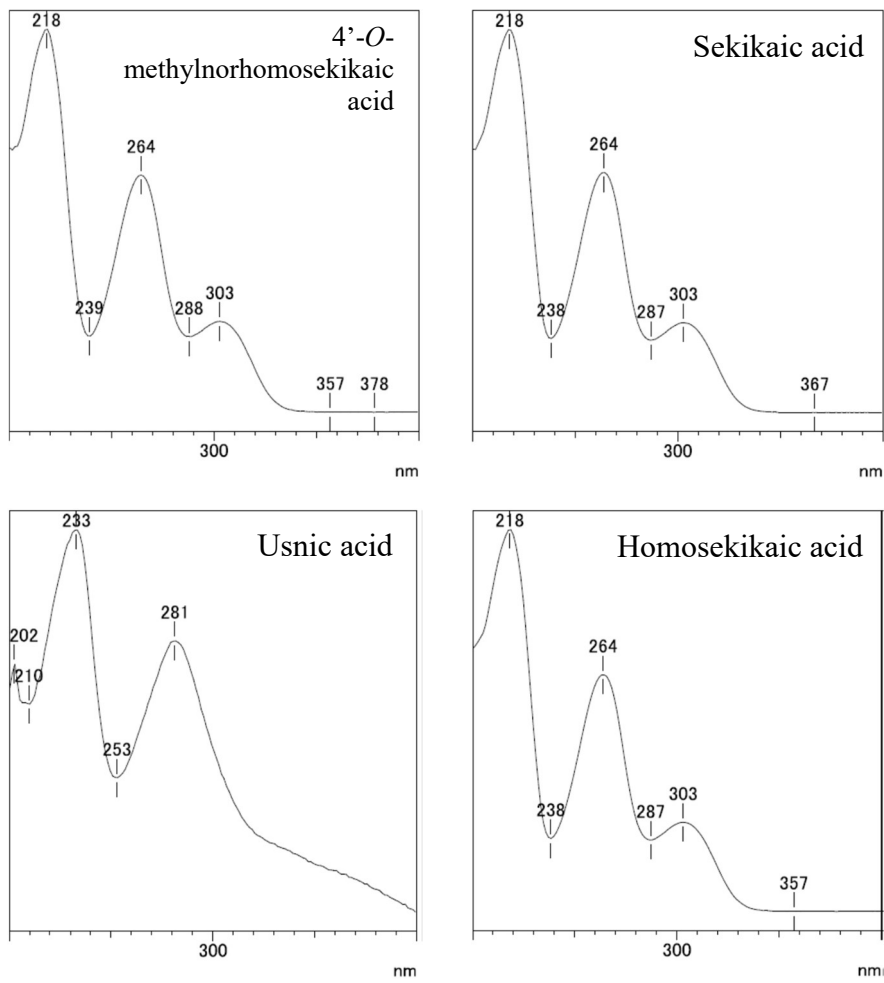 218
4’-O-
methylnorhomosekikaic
acid
264
239
288
303
357
378
300
nm
218
Sekikaic acid
264
238
287
303
367
300
nm
233
Usnic acid
281
202
210
253
300
nm
218
Homosekikaic acid
264
238
287
303
357
300
nm